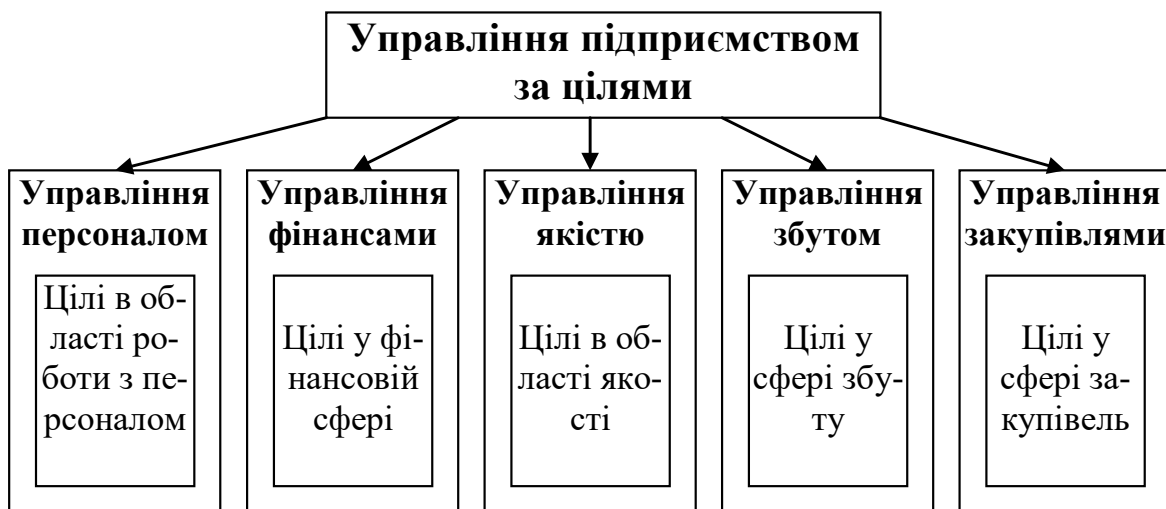 Управління підприємством
за цілями
Управління
персоналом
Цілі в об-
ласті ро-
боти з пе-
рсоналом
Управління
фінансами
Цілі у фі-
нансовій
сфері
Управління
якістю
Цілі в об-
ласті яко-
сті
Управління
збутом
Цілі у
сфері збу-
ту
Управління
закупівлями
Цілі у
сфері за-
купівель